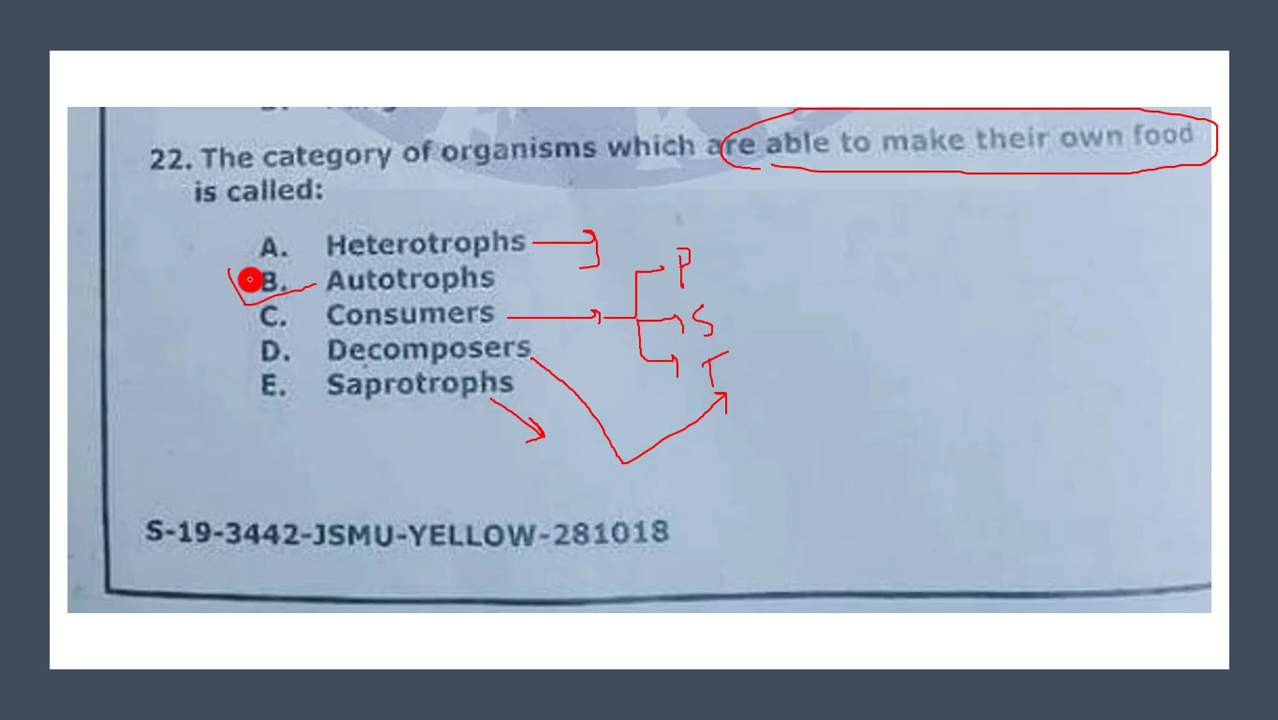 22. The category of organisms which are able to make their own food
is called:
A. Heterotrophs
B. Autotrophs
P
C. Consumers
S
D. Decomposers
T
E. Saprotrophs
S-19-3442-JSMU-YELLOW-281018